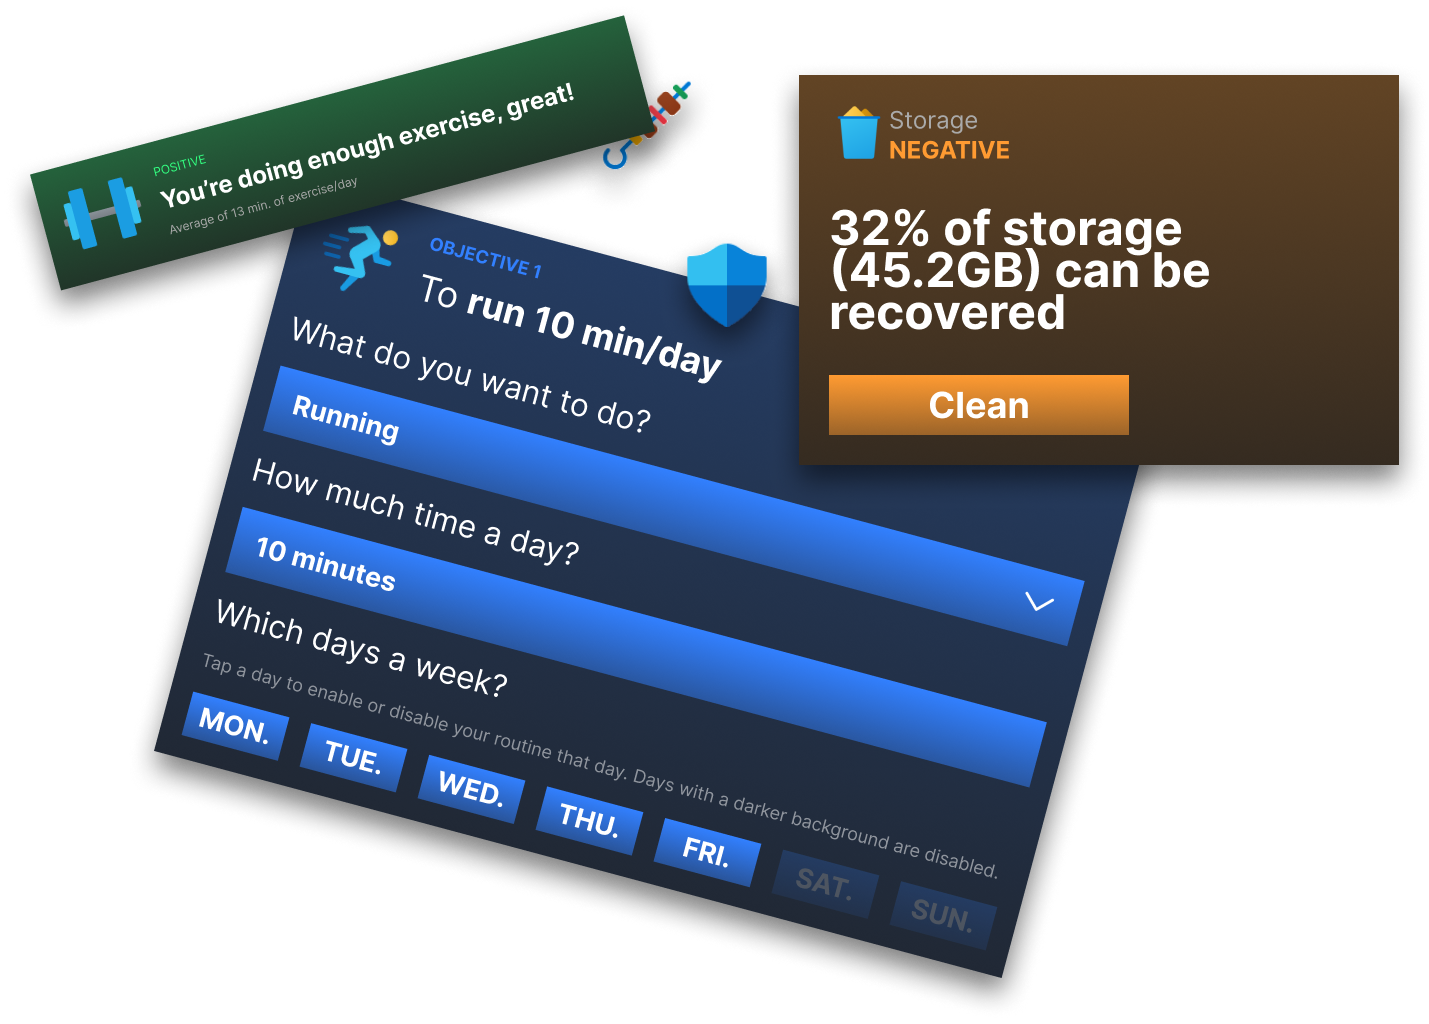 POSITIVE
You're doing enough exercise, great!
Average of 13 min. of exercise/day
Storage
NEGATIVE
32% of storage
(45.2GB) can be
recovered
Clean
OBJECTIVE 1
To run 10 min/day
What do you want to do?
Running
How much time a day?
10 minutes
Which days a week?
Tap a day to enable or disable your routine that day. Days with a darker background are disabled.
MON. TUE. WED. THU. FRI. SAT. SUN.